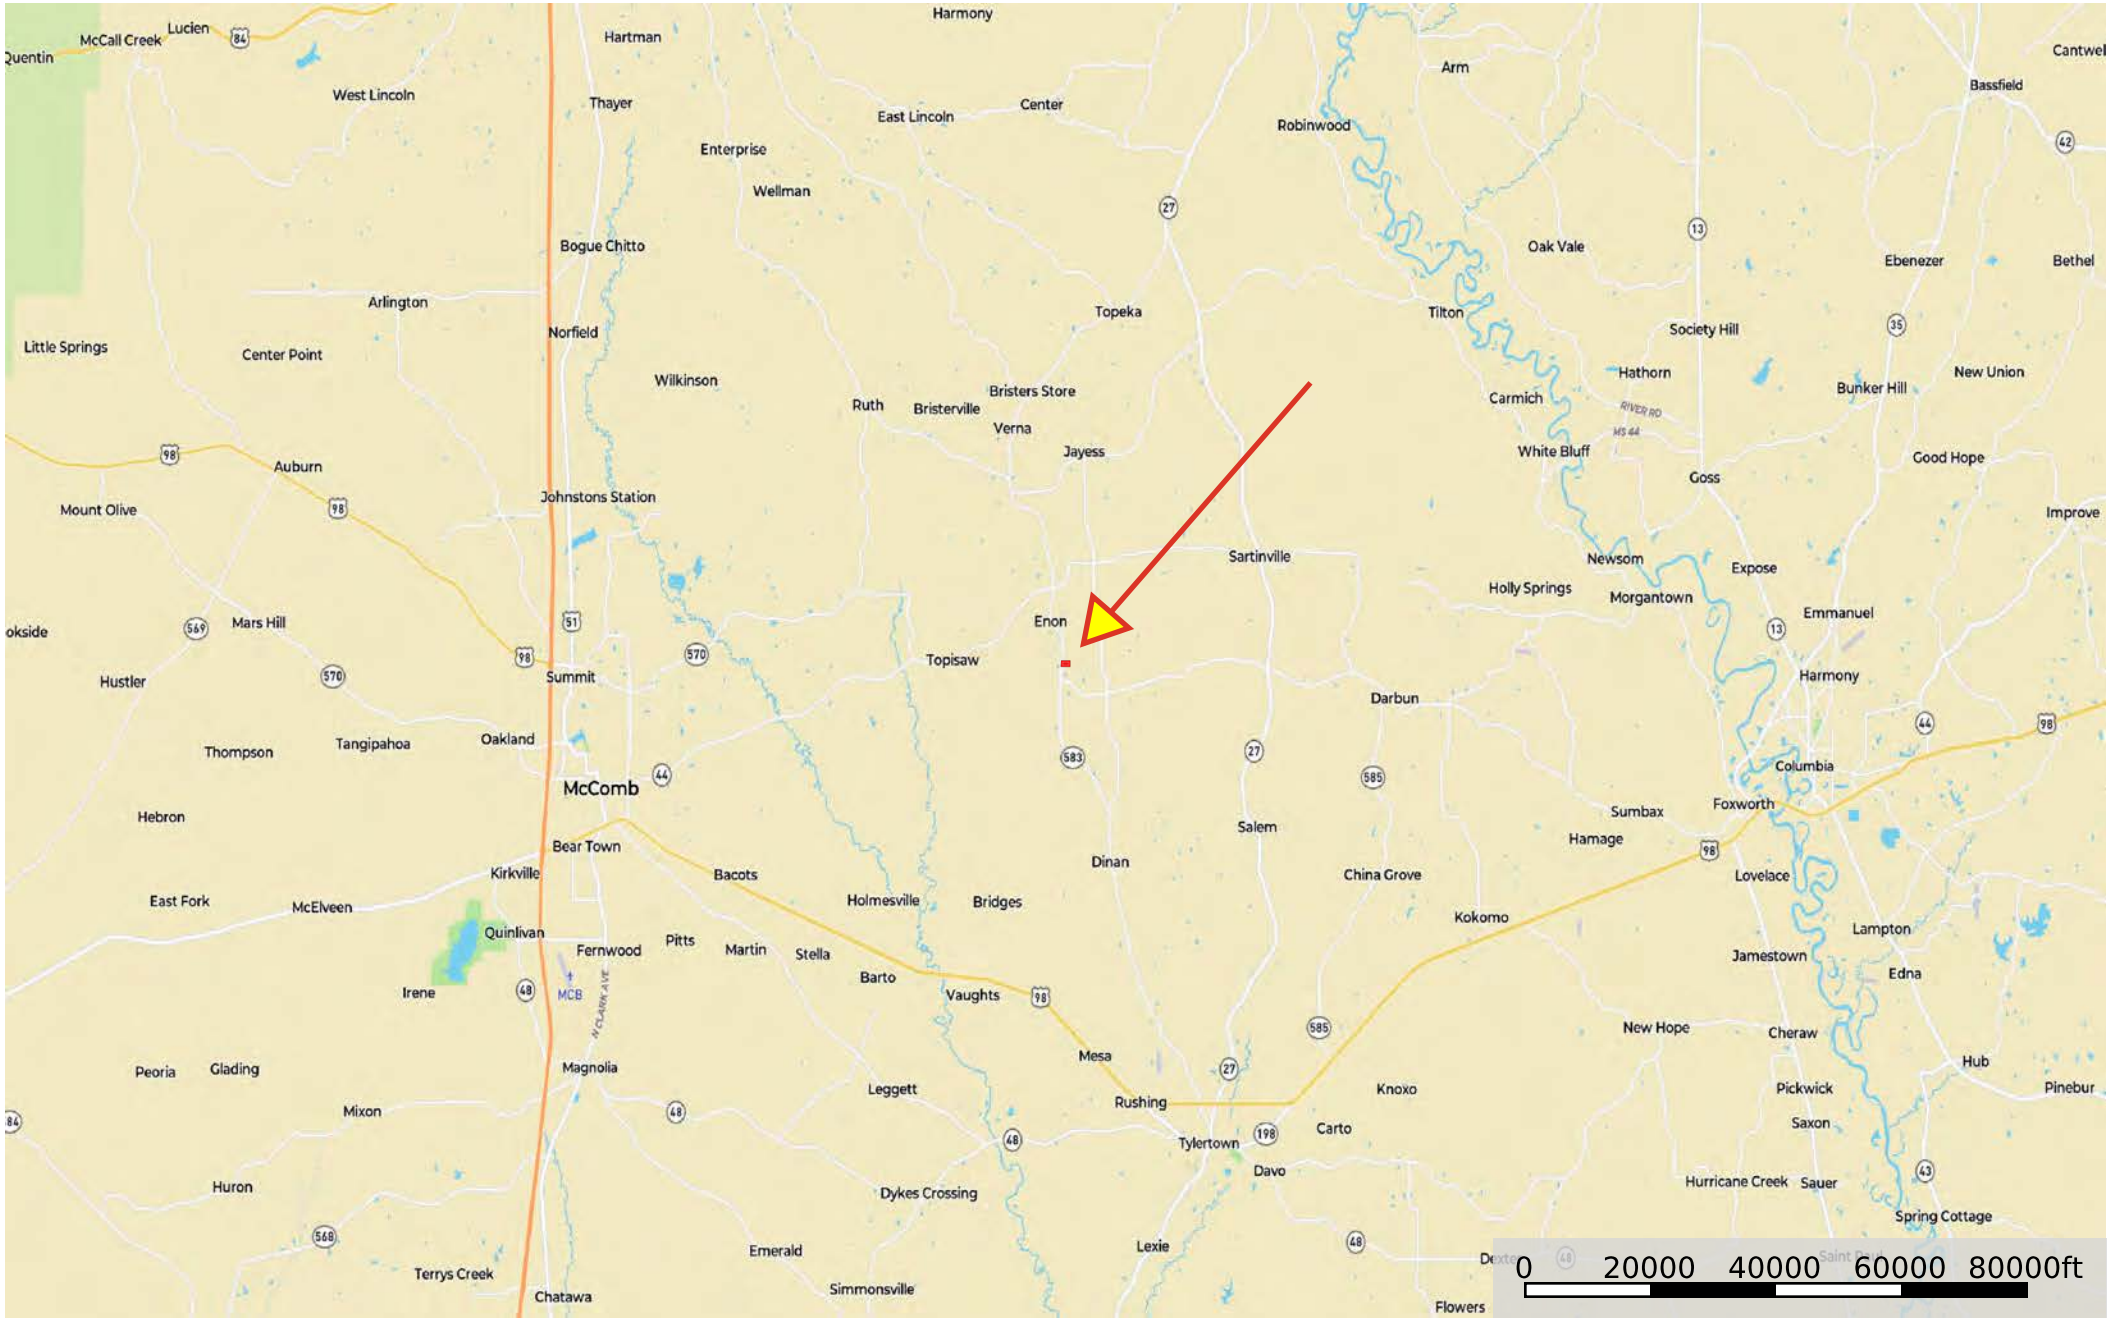 Harmony
Lucien
84
McCall Creek
Hartman
Quentin
Cantwel
Arm
Bassfield
West Lincoln
Thayer
Center
East Lincoln
Robinwood
42
Enterprise
Wellman
27
13
Bogue Chitto
Oak Vale
Ebenezer
Bethel
Arlington
Topeka
Tilton
Norfield
Society Hill
35
Little Springs
Center Point
Hathorn
New Union
Wilkinson
Bunker Hill
Bristers Store
Carmich
Ruth
Bristerville
RIVER RD
Verna
MS 44
98
Jayess
White Bluff
Good Hope
Auburn
Goss
Johnstons Station
98
Mount Olive
Improve
Sartinville
Newsom
Expose
Holly Springs
Morgantown
Emmanuel
51
Enon
569
Mars Hill
13
okside
98
570
Topisaw
570
Summit
Hustler
Harmony
Darbun
44
98
Thompson
Tangipahoa
Oakland
583
27
585
44
Columbia
McComb
Foxworth
Hebron
Sumbax
Salem
Hamage
Bear Town
98
Dinan
Kirkville
Bacots
China Grove
Lovelace
East Fork
McElveen
Holmesville
Bridges
Kokomo
Quinlivan
Lampton
Fernwood
Pitts
Martin
Stella
Jamestown
Barto
Edna
Irene
48
MCB
N CLARK AVE
Vaughts
98
585
New Hope
Cheraw
Mesa
Peoria
Glading
Magnolia
27
Hub
Leggett
Knoxo
Pickwick
Pinebur
Mixon
48
Rushing
84
Saxon
48
Tylertown
198
Carto
Davo
43
Huron
Dykes Crossing
Hurricane Creek
Sauer
Spring Cottage
568
Emerald
Lexie
48
Dexter
48
Saint Paul
Terrys Creek
0 20000 40000 60000 80000ft
Simmonsville
Chatawa
Flowers